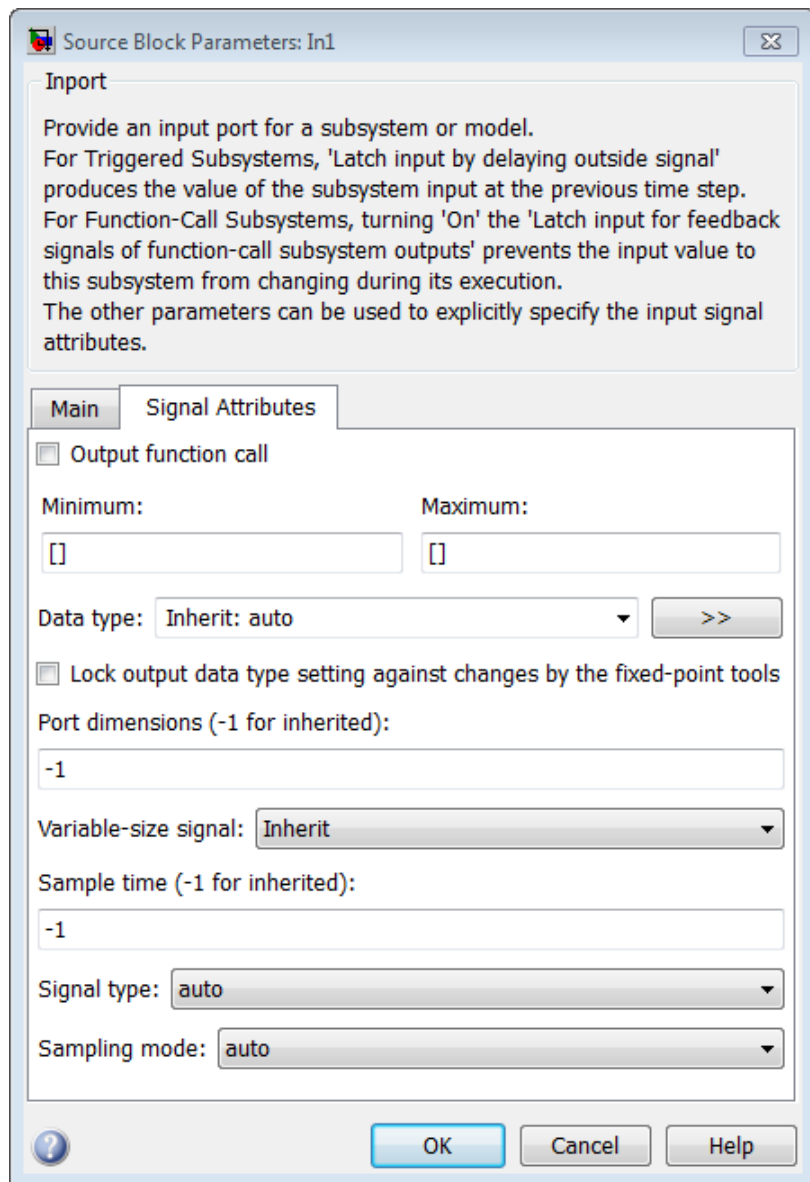 Source Block Parameters: In1
Inport
Provide an input port for a subsystem or model.
For Triggered Subsystems, 'Latch input by delaying outside signal'
produces the value of the subsystem input at the previous time step.
For Function-Call Subsystems, turning 'On' the 'Latch input for feedback
signals of function-call subsystem outputs' prevents the input value to
this subsystem from changing during its execution.
The other parameters can be used to explicitly specify the input signal
attributes.
Main Signal Attributes
Output function call
Minimum: Maximum:
[] []
Data type: Inherit: auto >>
Lock output data type setting against changes by the fixed-point tools
Port dimensions (-1 for inherited):
-1
Variable-size signal: Inherit
Sample time (-1 for inherited):
-1
Signal type: auto
Sampling mode: auto
? OK Cancel Help